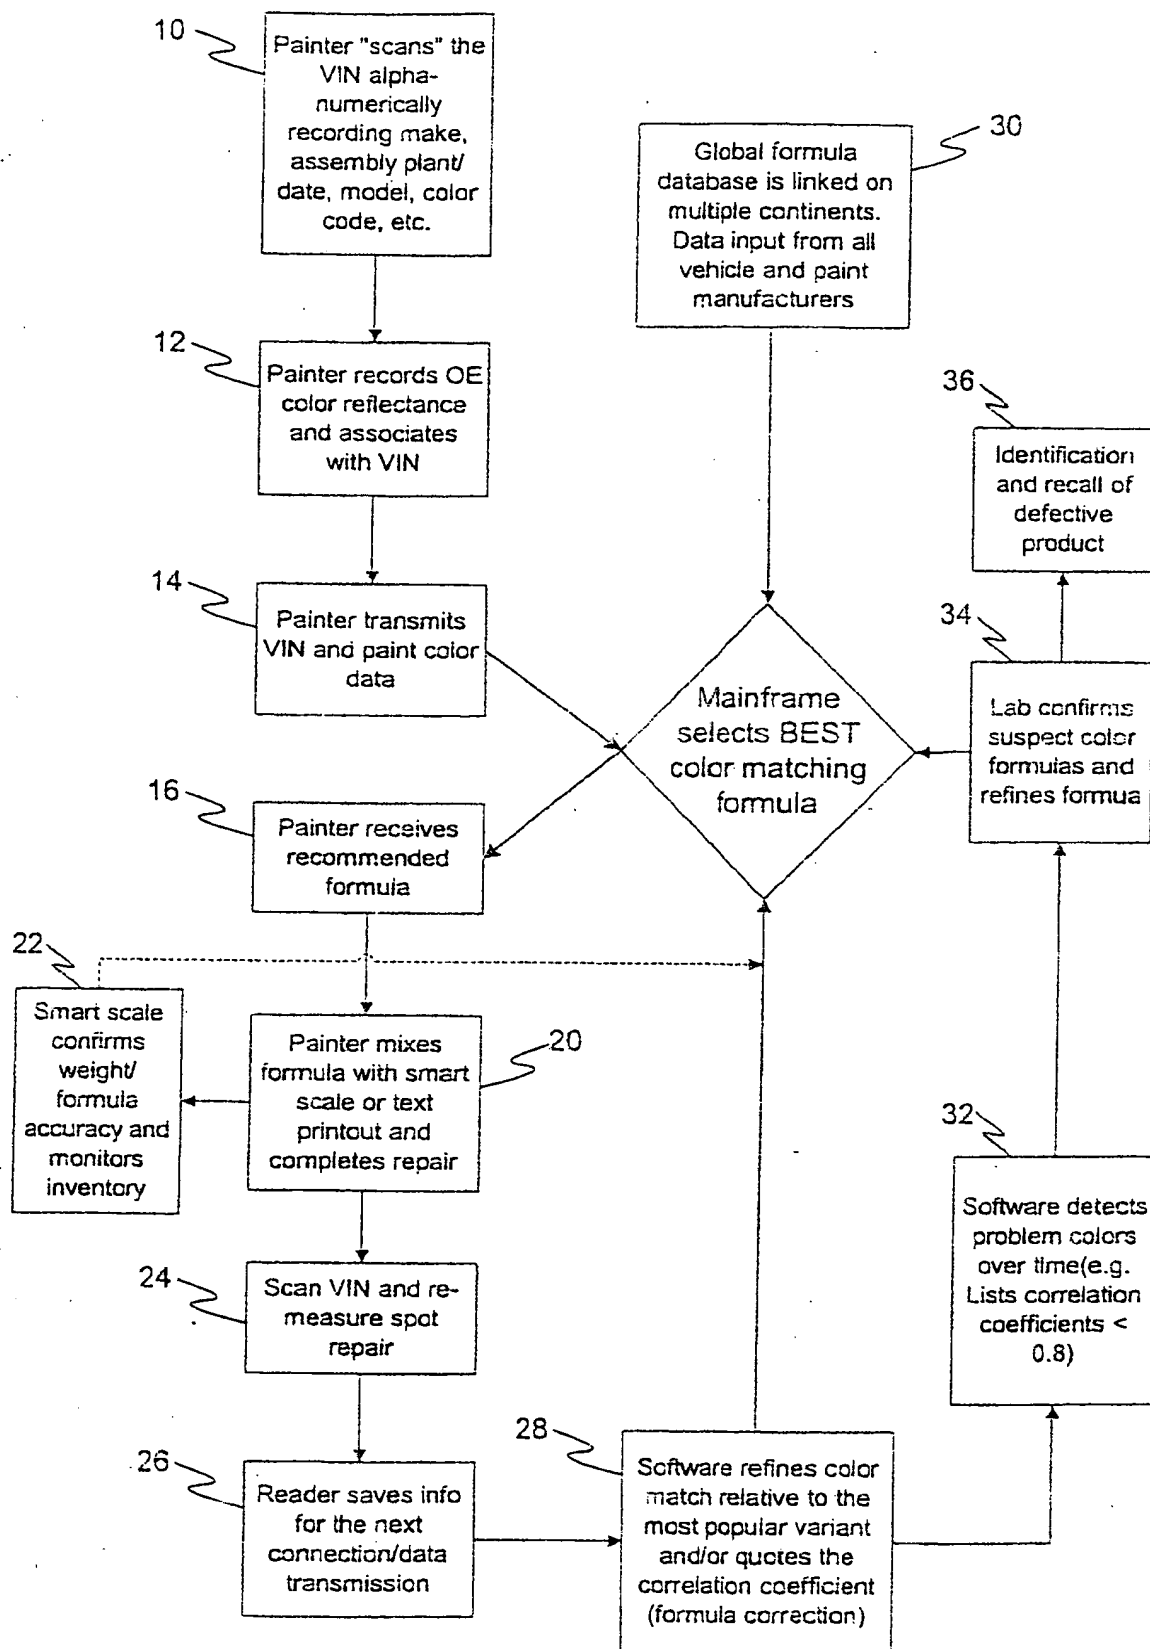 10
Painter "scans" the
VIN alpha-
numerically
recording make,
assembly plant/
date, model, color
code, etc.
30
Global formula
database is linked on
multiple continents.
Data input from all
vehicle and paint
manufacturers
12
Painter records OE
color reflectance
and associates
with VIN
36
Identification
and recall of
defective
product
14
Painter transmits
VIN and paint color
data
Mainframe
selects BEST
color matching
formula
34
Lab confirms
suspect color
formulas and
refines formua
16
Painter receives
recommended
formula
22
Smart scale
confirms
weight/
formula
accuracy and
monitors
inventory
20
Painter mixes
formula with smart
scale or text
printout and
completes repair
32
Software detects
problem colors
over time(e.g.
Lists correlation
coefficients <
0.8)
24
Scan VIN and re-
measure spot
repair
26
Reader saves info
for the next
connection/data
transmission
28
Software refines color
match relative to the
most popular variant
and/or quotes the
correlation coefficient
(formula correction)